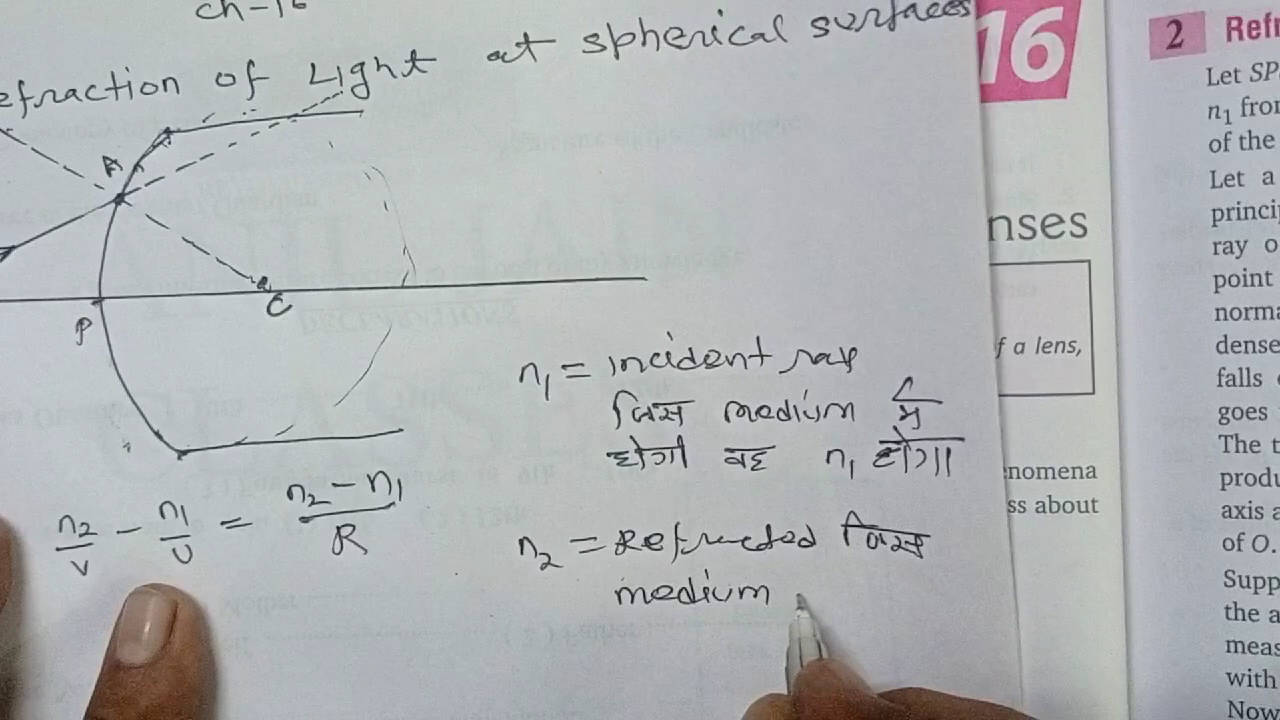 ch-16
efraction of Light at spherical surfaces
A
P
C
n₂/v - n₁/u = n₂-n₁/R
n₁ = incident ray
जिस medium में
होगी वह n₁ होगा
n₂ = Refracted जिस
medium
16
nses
f a lens,
nomena
ss about
2 Refr
Let SP
n₁ from
of the
Let a
princip
ray o
point
norma
dense
falls
goes
The t
produ
axis a
of O.
Supp
the a
meas
with
Now